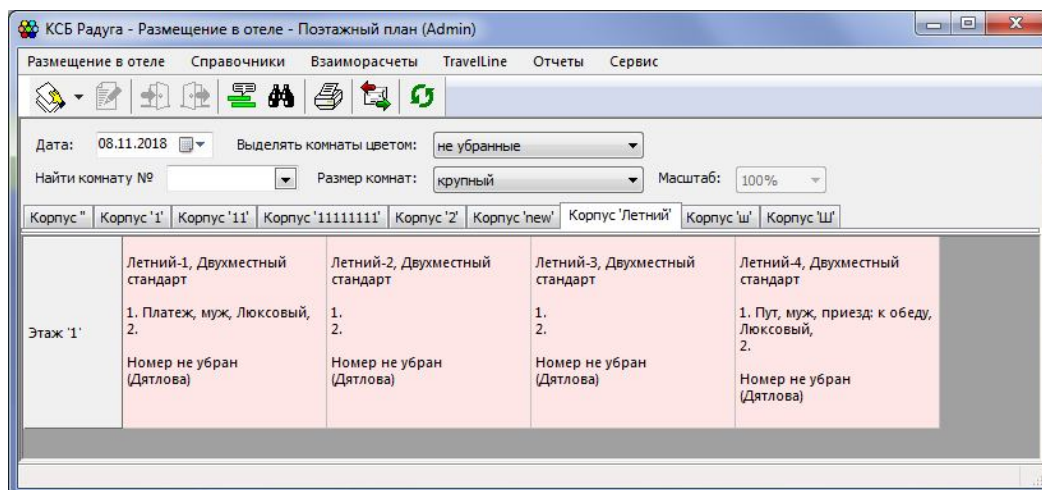 КСБ Радуга - Размещение в отеле - Поэтажный план (Admin)
Размещение в отеле Справочники Взаиморасчеты TravelLine Отчеты Сервис
Дата: 08.11.2018 Выделять комнаты цветом: не убранные
Найти комнату № Размер комнат: крупный Масштаб: 100%
Корпус '' Корпус '1' Корпус '11' Корпус '11111111' Корпус '2' Корпус 'new' Корпус 'Летний' Корпус 'ш' Корпус 'Ш'
Этаж '1'
Летний-1, Двухместный
стандарт
1. Платеж, муж, Люксовый,
2.
Номер не убран
(Дятлова)
Летний-2, Двухместный
стандарт
1.
2.
Номер не убран
(Дятлова)
Летний-3, Двухместный
стандарт
1.
2.
Номер не убран
(Дятлова)
Летний-4, Двухместный
стандарт
1. Пут, муж, приезд: к обеду,
Люксовый,
2.
Номер не убран
(Дятлова)